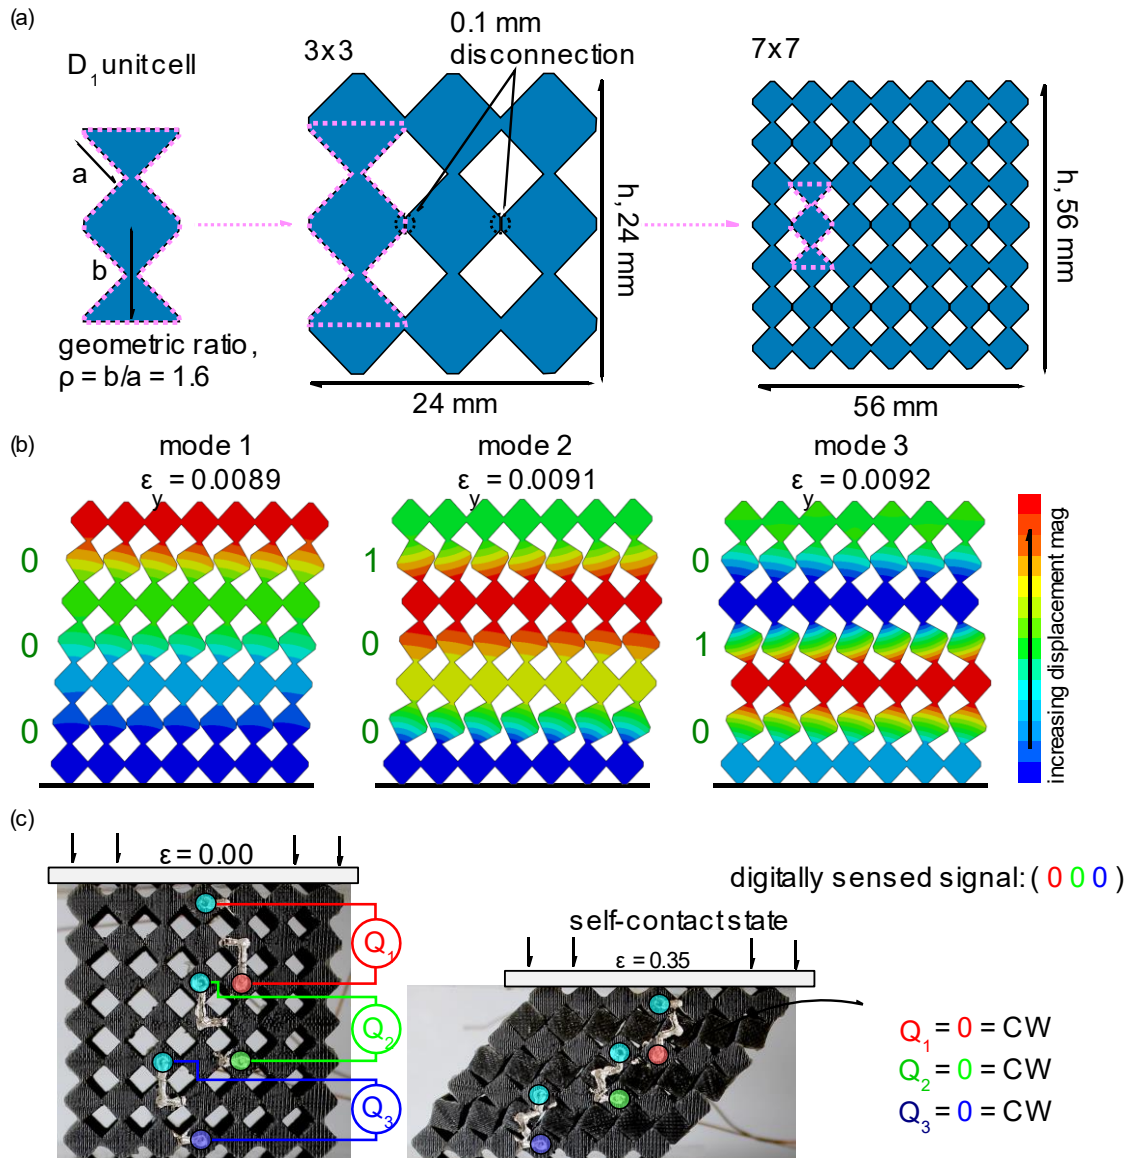 (a)
D1 unit cell
a
b
geometric ratio,
ρ = b/a = 1.6
3x3
0.1 mm
disconnection
h, 24 mm
24 mm
7x7
h, 56 mm
56 mm
(b)
mode 1
εy = 0.0089
0
0
0
mode 2
εy = 0.0091
1
0
0
mode 3
εy = 0.0092
0
1
0
increasing displacement mag
(c)
ε = 0.00
Q1
Q2
Q3
self-contact state
ε = 0.35
digitally sensed signal: ( 0 0 0 )
Q1 = 0 = CW
Q2 = 0 = CW
Q3 = 0 = CW